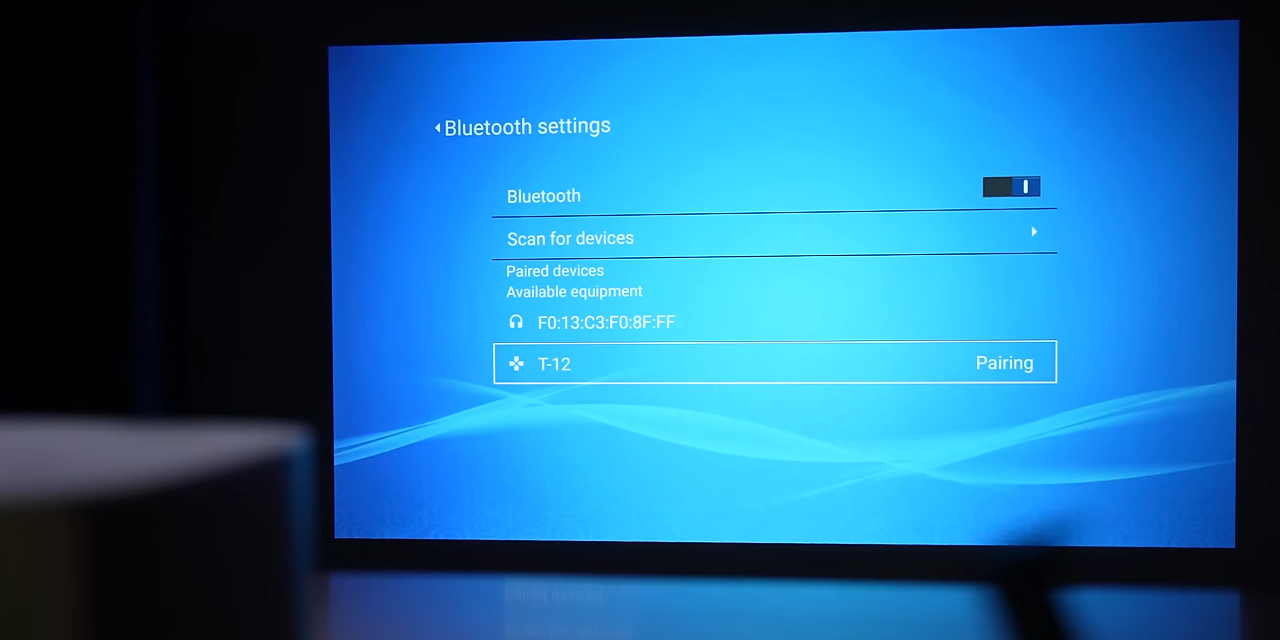 Bluetooth settings
Bluetooth
Scan for devices
Paired devices
Available equipment
F0:13:C3:F0:8F:FF
T-12 Pairing